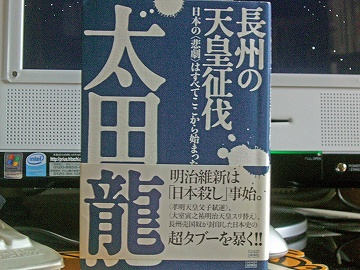 長州の
天皇征伐
日本の〈悲劇〉はすべてここから始まった
太田龍
明治維新は
「日本殺し」事始。
〈孝明天皇父子弑逆〉、
〈大室寅之祐明治天皇スリ替え〉。
長州売国奴が封印した日本史の
超タブーを暴く!!